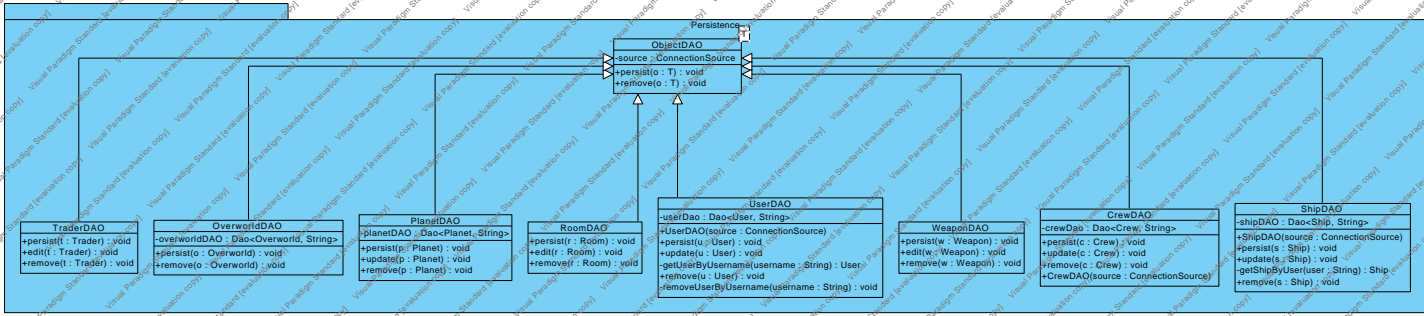 Persistence
T
ObjectDAO
-source : ConnectionSource
+persist(o : T) : void
+remove(o : T) : void
TraderDAO
+persist(t : Trader) : void
+edit(t : Trader) : void
+remove(t : Trader) : void
OverworldDAO
-overworldDAO : Dao<Overworld, String>
+persist(o : Overworld) : void
+remove(o : Overworld) : void
PlanetDAO
-planetDAO : Dao<Planet, String>
+persist(p : Planet) : void
+update(p : Planet) : void
+remove(p : Planet) : void
RoomDAO
+persist(r : Room) : void
+edit(r : Room) : void
+remove(r : Room) : void
UserDAO
-userDao : Dao<User, String>
+UserDAO(source : ConnectionSource)
+persist(u : User) : void
+update(u : User) : void
-getUserByUsername(username : String) : User
+remove(u : User) : void
-removeUserByUsername(username : String) : void
WeaponDAO
+persist(w : Weapon) : void
+edit(w : Weapon) : void
+remove(w : Weapon) : void
CrewDAO
-crewDao : Dao<Crew, String>
+persist(c : Crew) : void
+update(c : Crew) : void
+remove(c : Crew) : void
+CrewDAO(source : ConnectionSource)
ShipDAO
-shipDAO : Dao<Ship, String>
+ShipDAO(source : ConnectionSource)
+persist(s : Ship) : void
+update(s : Ship) : void
-getShipByUser(user : String) : Ship
+remove(s : Ship) : void
Visual Paradigm Standard [evaluation copy]